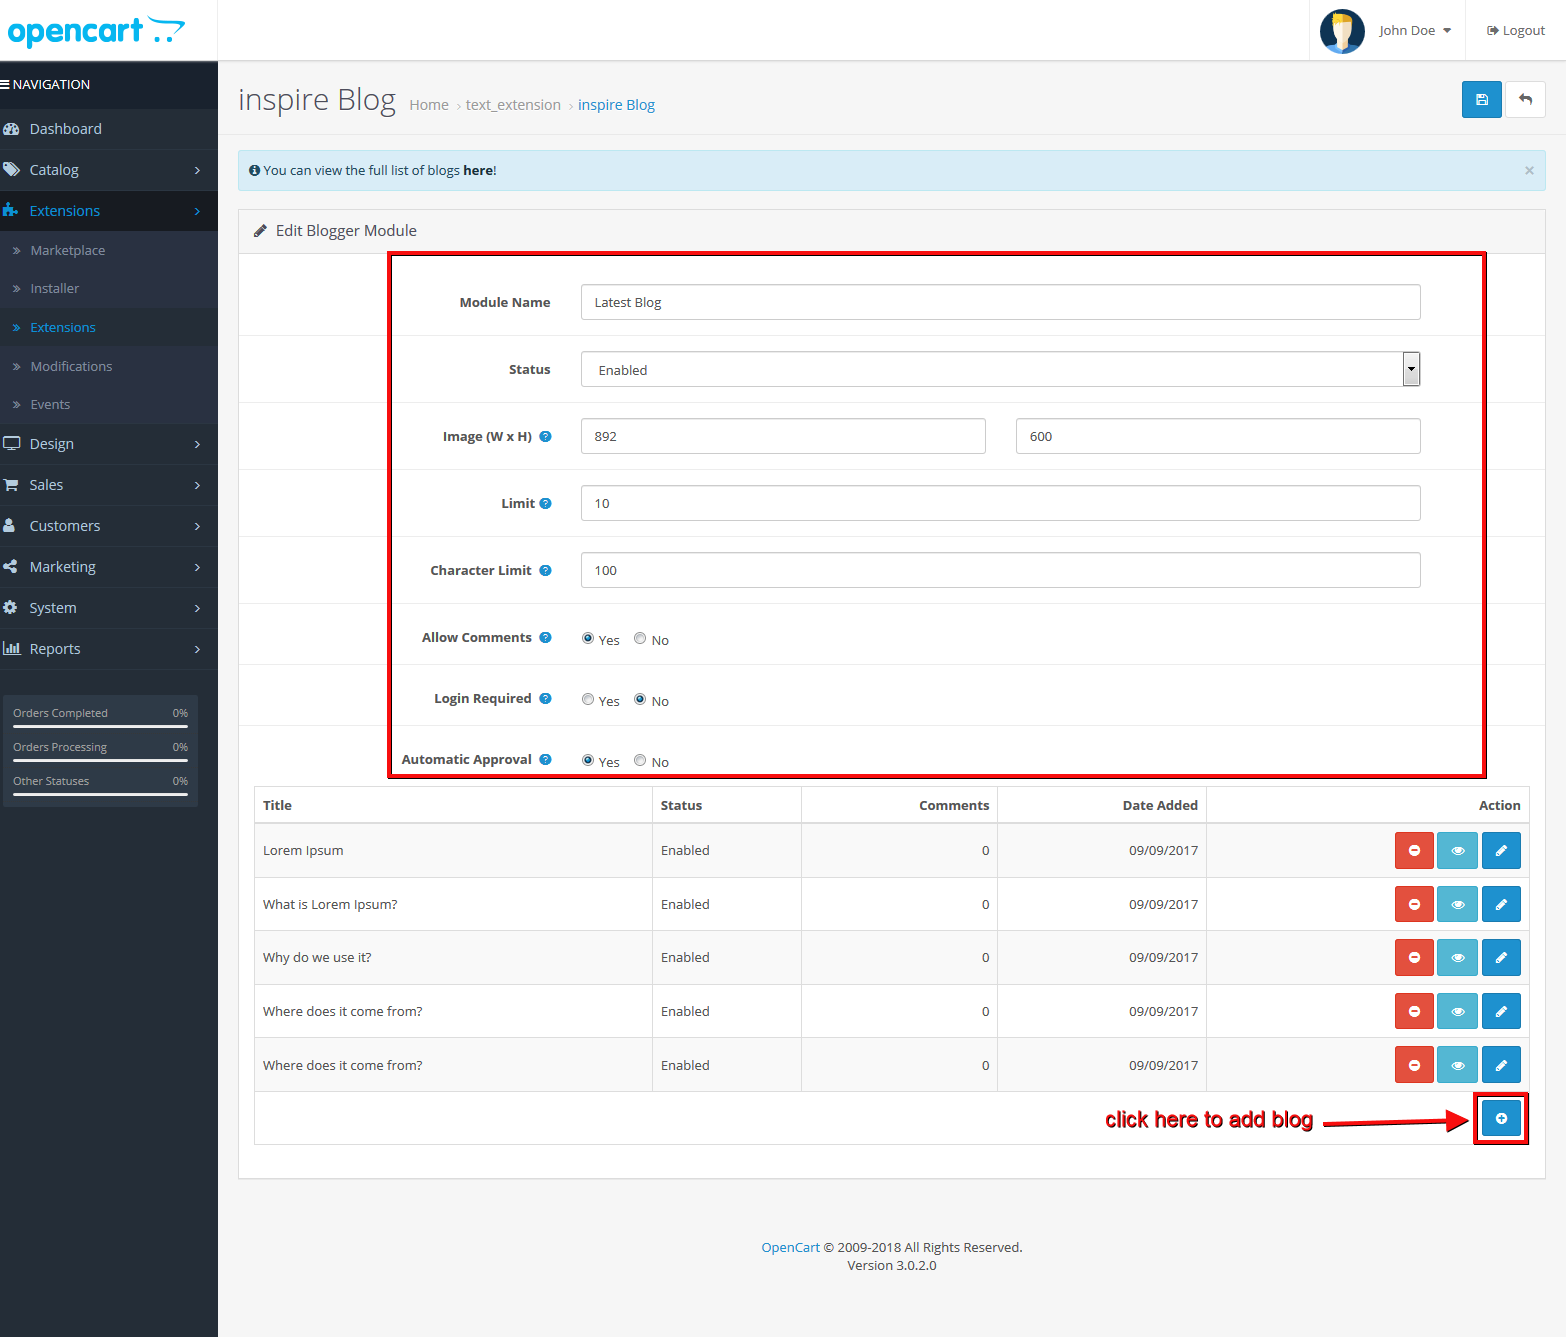 opencart
John Doe
Logout
NAVIGATION
Dashboard
Catalog
Extensions
Marketplace
Installer
Extensions
Modifications
Events
Design
Sales
Customers
Marketing
System
Reports
Orders Completed 0%
Orders Processing 0%
Other Statuses 0%
inspire Blog Home › text_extension › inspire Blog
You can view the full list of blogs here! ×
Edit Blogger Module
Module Name Latest Blog
Status Enabled
Image (W x H) ? 892 600
Limit ? 10
Character Limit ? 100
Allow Comments ? Yes No
Login Required ? Yes No
Automatic Approval ? Yes No
Title Status Comments Date Added Action
Lorem Ipsum Enabled 0 09/09/2017
What is Lorem Ipsum? Enabled 0 09/09/2017
Why do we use it? Enabled 0 09/09/2017
Where does it come from? Enabled 0 09/09/2017
Where does it come from? Enabled 0 09/09/2017
click here to add blog
OpenCart © 2009-2018 All Rights Reserved.
Version 3.0.2.0